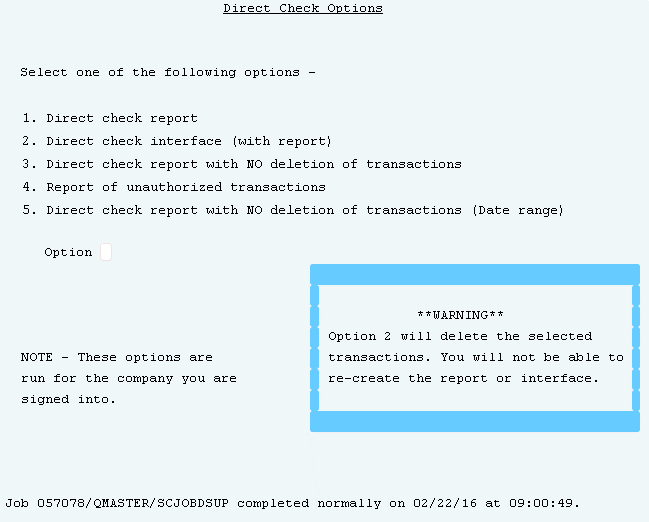 Direct Check Options
Select one of the following options -
1. Direct check report
2. Direct check interface (with report)
3. Direct check report with NO deletion of transactions
4. Report of unauthorized transactions
5. Direct check report with NO deletion of transactions (Date range)
Option
**WARNING**
Option 2 will delete the selected
transactions. You will not be able to
re-create the report or interface.
NOTE - These options are
run for the company you are
signed into.
Job 057078/QMASTER/SCJOBDSUP completed normally on 02/22/16 at 09:00:49.